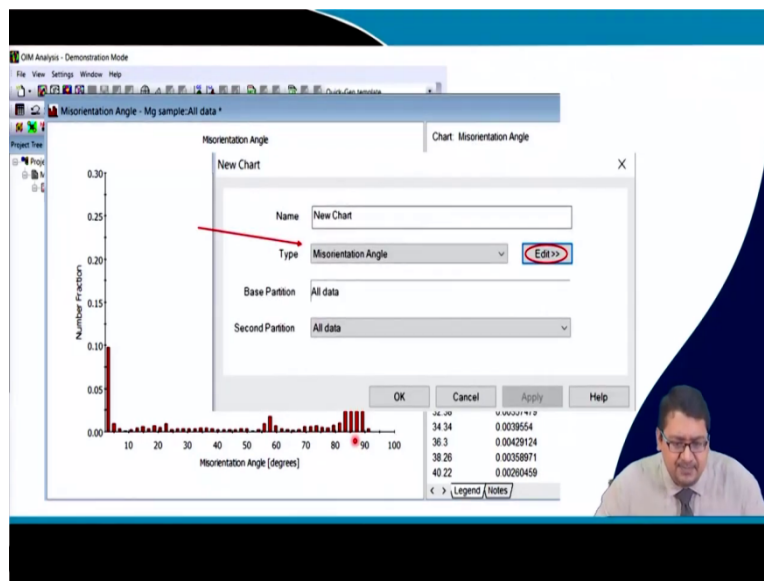 OIM Analysis - Demonstration Mode
File View Settings Window Help
Quick-Gen template
Misorientation Angle - Mg sample:All data *
Project Tree
Proje
Misorientation Angle
Chart: Misorientation Angle
New Chart
X
Name New Chart
Type Misorientation Angle Edit>>
Base Partition All data
Second Partition All data
OK Cancel Apply Help
Number Fraction
0.30
0.25
0.20
0.15
0.10
0.05
0.00
10 20 30 40 50 60 70 80 90 100
Misorientation Angle [degrees]
34.34 0.0039554
36.3 0.00429124
38.26 0.00358971
40.22 0.00260459
Legend Notes